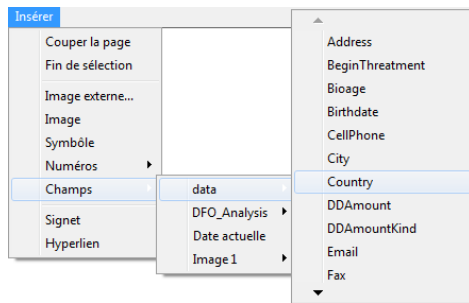 Insérer
Couper la page
Fin de sélection
Image externe...
Image
Symbôle
Numéros
Champs
Signet
Hyperlien
data
DFO_Analysis
Date actuelle
Image 1
Address
BeginThreatment
Bioage
Birthdate
CellPhone
City
Country
DDAmount
DDAmountKind
Email
Fax